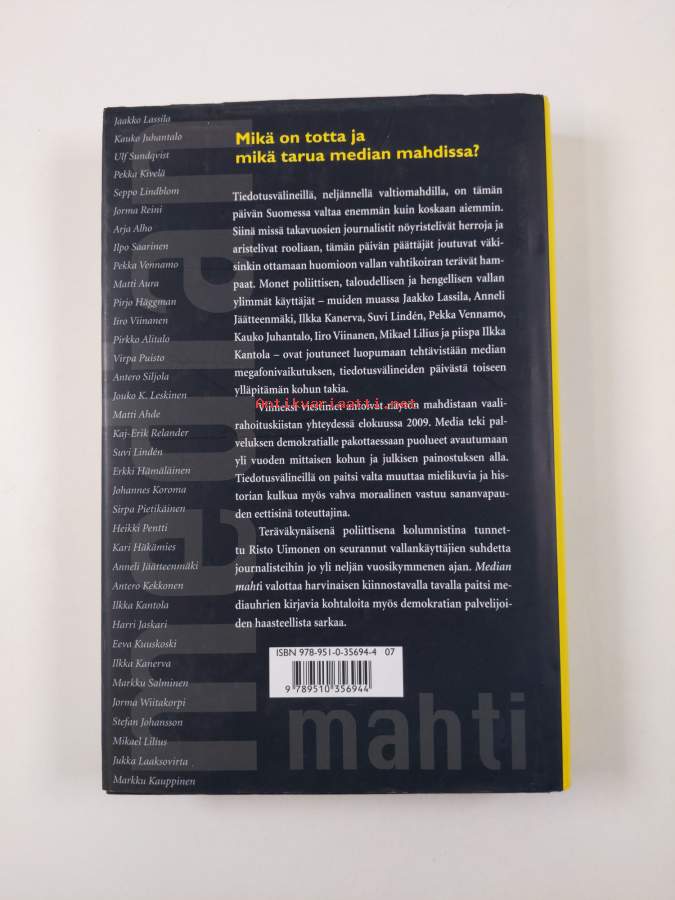 Jaakko Lassila
Kauko Juhantalo
Ulf Sundqvist
Pekka Kivelä
Seppo Lindblom
Jorma Reini
Arja Alho
Ilpo Saarinen
Pekka Vennamo
Matti Aura
Pirjo Häggman
Iiro Viinanen
Pirkko Alitalo
Virpa Puisto
Antero Siljola
Jouko K. Leskinen
Matti Ahde
Kaj-Erik Relander
Suvi Lindén
Erkki Hämäläinen
Johannes Koroma
Sirpa Pietikäinen
Heikki Pentti
Kari Häkämies
Anneli Jäätteenmäki
Antero Kekkonen
Ilkka Kantola
Harri Jaskari
Eeva Kuuskoski
Ilkka Kanerva
Markku Salminen
Jorma Wiitakorpi
Stefan Johansson
Mikael Lilius
Jukka Laaksovirta
Markku Kauppinen
median
Mikä on totta ja
mikä tarua median mahdissa?
Tiedotusvälineillä, neljännellä valtiomahdilla, on tämän
päivän Suomessa valtaa enemmän kuin koskaan aiemmin.
Siinä missä takavuosien journalistit nöyristelivät herroja ja
aristelivat rooliaan, tämän päivän päättäjät joutuvat väki-
sinkin ottamaan huomioon vallan vahtikoiran terävät ham-
paat. Monet poliittisen, taloudellisen ja hengellisen vallan
ylimmät käyttäjät – muiden muassa Jaakko Lassila, Anneli
Jäätteenmäki, Ilkka Kanerva, Suvi Lindén, Pekka Vennamo,
Kauko Juhantalo, Iiro Viinanen, Mikael Lilius ja piispa Ilkka
Kantola – ovat joutuneet luopumaan tehtävistään median
megafonivaikutuksen, tiedotusvälineiden päivästä toiseen
ylläpitämän kohun takia.
Antikvariaatti.net
Viimeksi viestimet antoivat näytön mahdistaan vaali-
rahoituskiistan yhteydessä elokuussa 2009. Media teki pal-
veluksen demokratialle pakottaessaan puolueet avautumaan
yli vuoden mittaisen kohun ja julkisen painostuksen alla.
Tiedotusvälineillä on paitsi valta muuttaa mielikuvia ja his-
torian kulkua myös vahva moraalinen vastuu sananvapau-
den eettisinä toteuttajina.
Teräväkynäisenä poliittisena kolumnistina tunnet-
tu Risto Uimonen on seurannut vallankäyttäjien suhdetta
journalisteihin jo yli neljän vuosikymmenen ajan. Median
mahti valottaa harvinaisen kiinnostavalla tavalla paitsi me-
diauhrien kirjavia kohtaloita myös demokratian palvelijoi-
den haasteellista sarkaa.
ISBN 978-951-0-35694-4 07
9 789510 356944
mahti